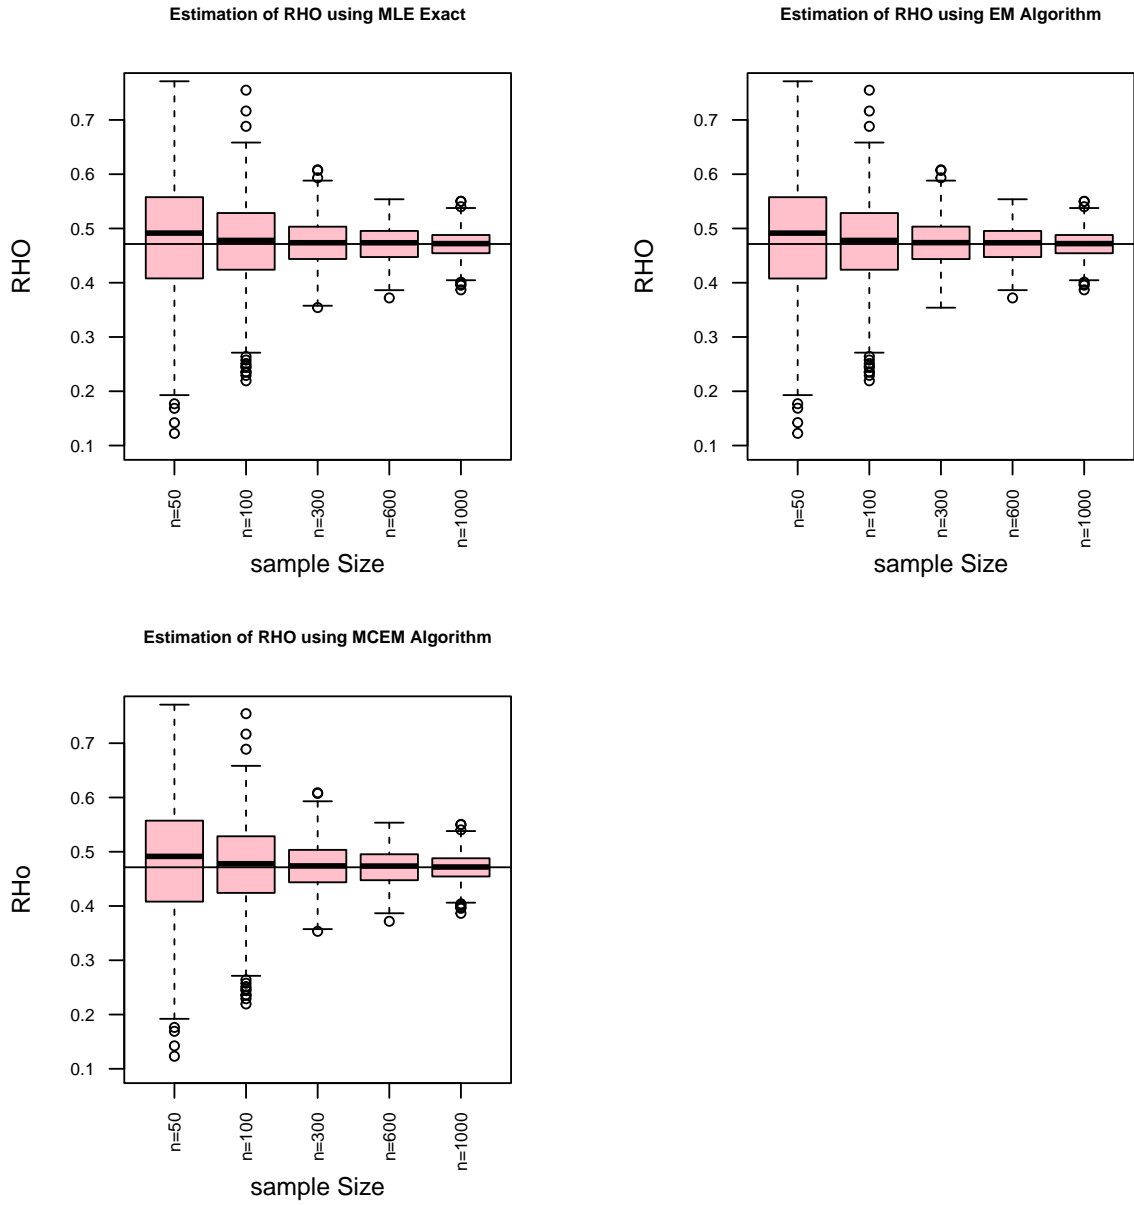 Estimation of RHO using MLE Exact
RHO
0.7
0.6
0.5
0.4
0.3
0.2
0.1
n=50
n=100
n=300
n=600
n=1000
sample Size
Estimation of RHO using EM Algorithm
RHO
0.7
0.6
0.5
0.4
0.3
0.2
0.1
n=50
n=100
n=300
n=600
n=1000
sample Size
Estimation of RHO using MCEM Algorithm
RHo
0.7
0.6
0.5
0.4
0.3
0.2
0.1
n=50
n=100
n=300
n=600
n=1000
sample Size